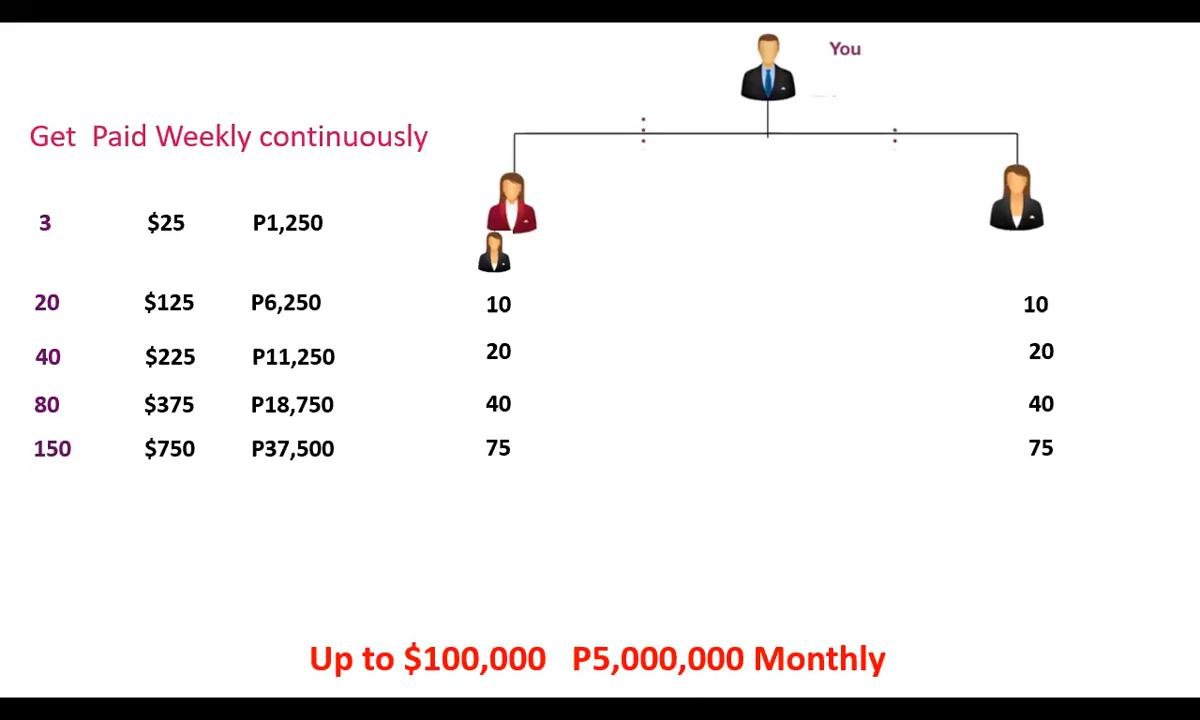 You
Get Paid Weekly continuously
3 $25 P1,250
20 $125 P6,250 10 10
40 $225 P11,250 20 20
80 $375 P18,750 40 40
150 $750 P37,500 75 75
Up to $100,000 P5,000,000 Monthly